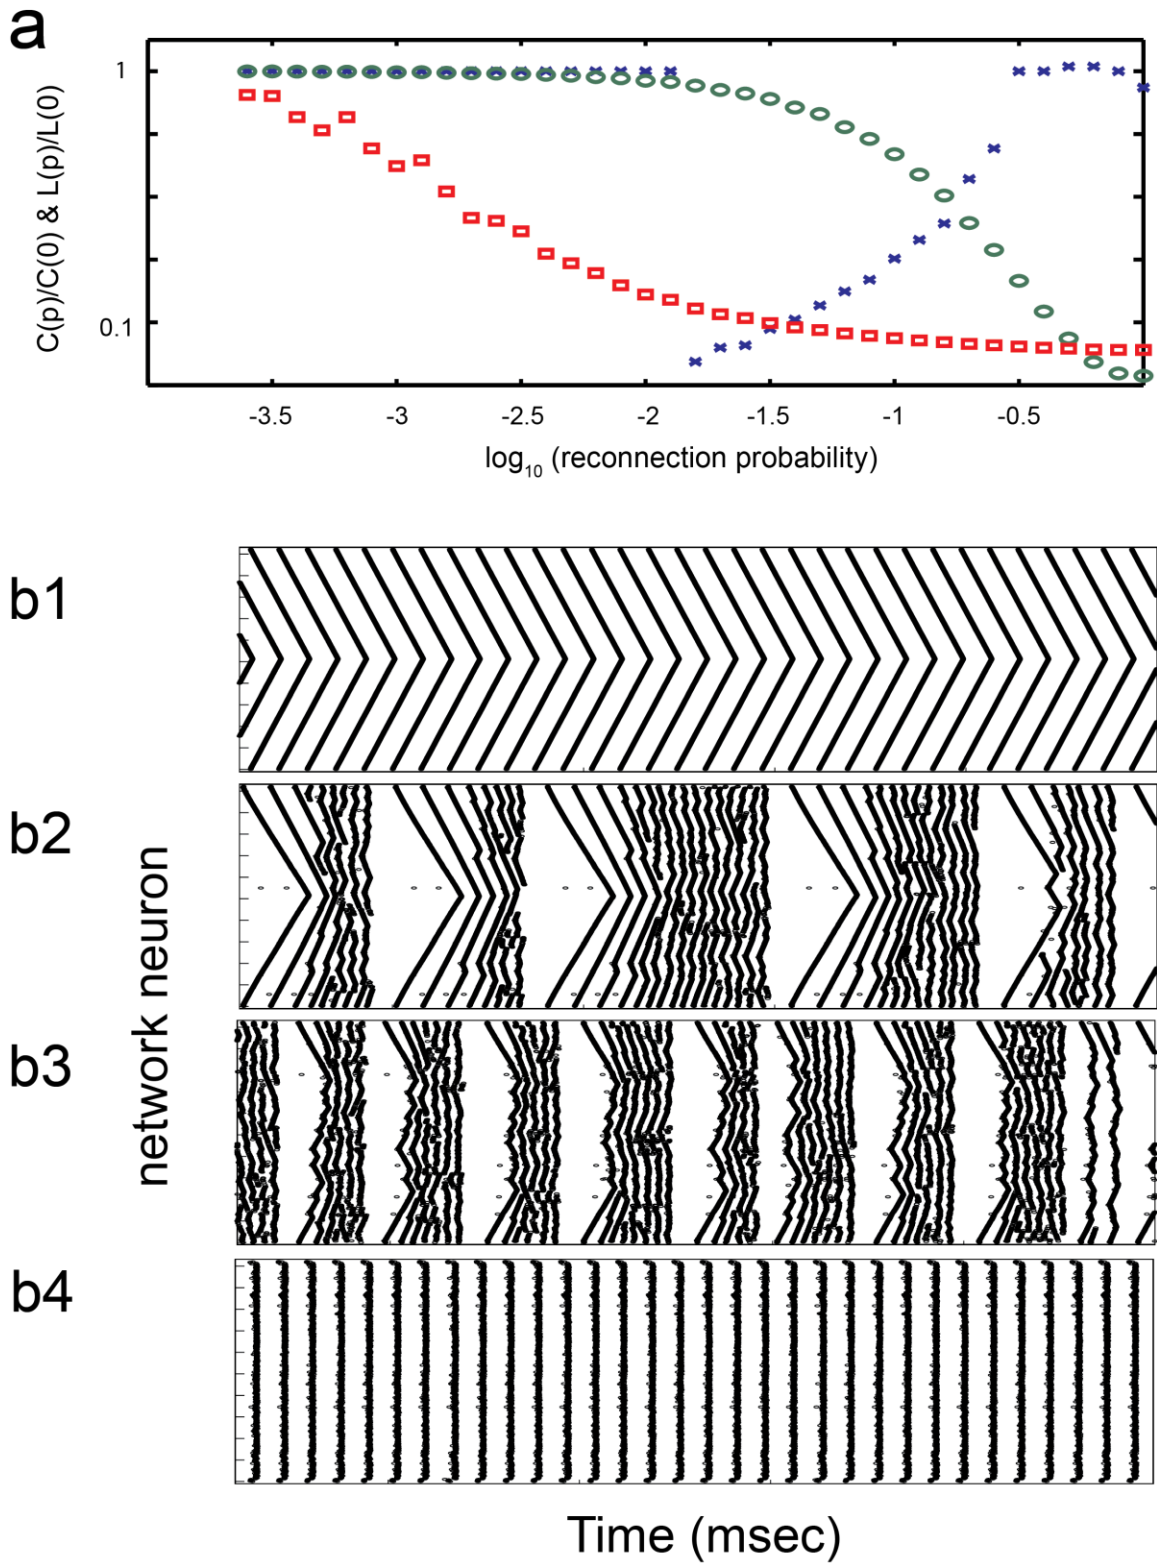 a
C(p)/C(0) & L(p)/L(0)
1
0.1
-3.5 -3 -2.5 -2 -1.5 -1 -0.5
log10 (reconnection probability)
b1
b2
b3
b4
network neuron
Time (msec)